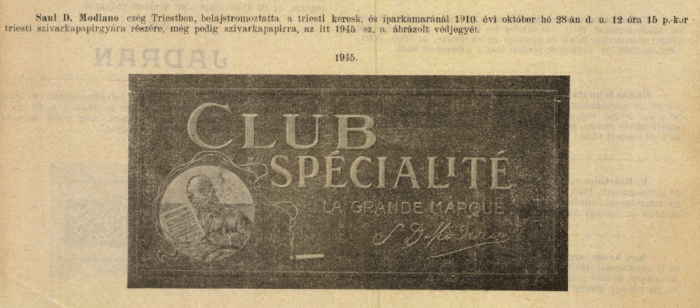 Saul D. Modiano czég Triestben, belajstromoztatta a triesti keresk. és iparkamaránál 1910. évi október hó 28-án d. u. 12 óra 15 p.-kor
triesti szivarkapapirgyára részére, még pedig szivarkapapirra, az itt 1945 sz. a. ábrázolt védjegyét.
1945.
CLUB
SPÉCIALITÉ
LA GRANDE MARQUE
S. D. Modiano